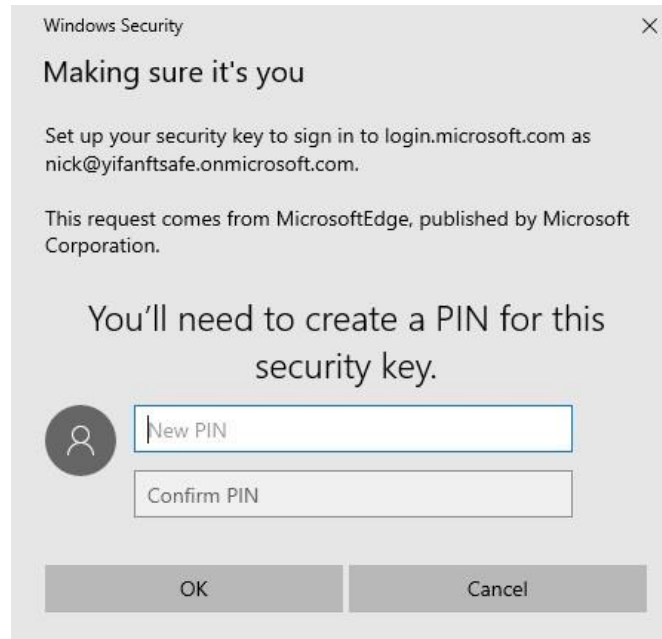 Windows Security
Making sure it's you
Set up your security key to sign in to login.microsoft.com as
nick@yifanftsafe.onmicrosoft.com.
This request comes from MicrosoftEdge, published by Microsoft
Corporation.
You’ll need to create a PIN for this
security key.
New PIN
Confirm PIN
OK
Cancel